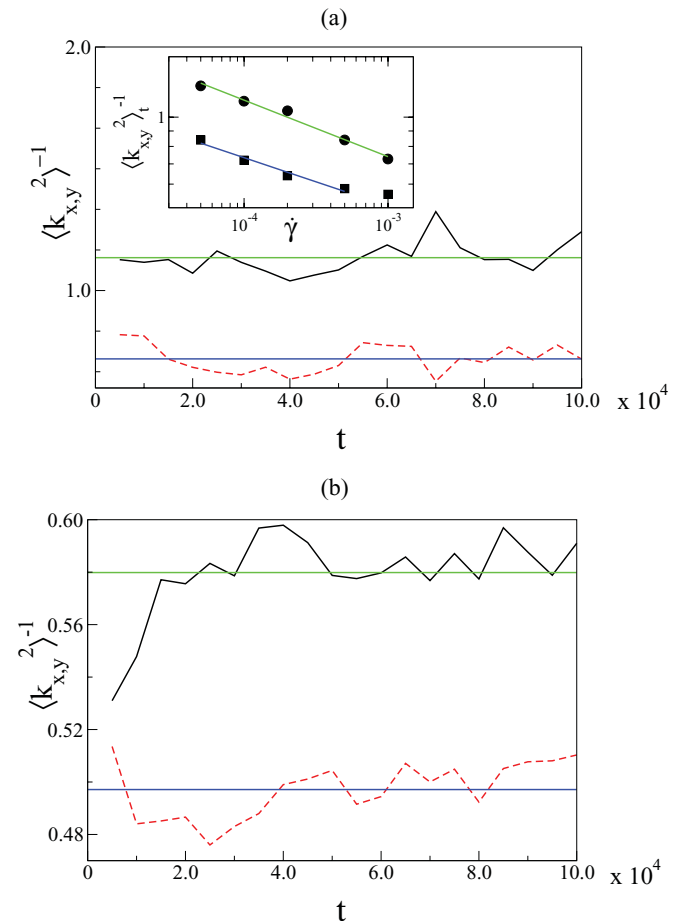 (a)
2.0
1.0
⟨k_{x,y}^2⟩^{-1}
1
⟨k_{x,y}^2⟩_t^{-1}
10^{-4} 10^{-3}
γ̇
0 2.0 4.0 6.0 8.0 10.0 x 10^4
t
(b)
0.60
0.56
0.52
0.48
⟨k_{x,y}^2⟩^{-1}
0.0 2.0 4.0 6.0 8.0 10.0 x 10^4
t